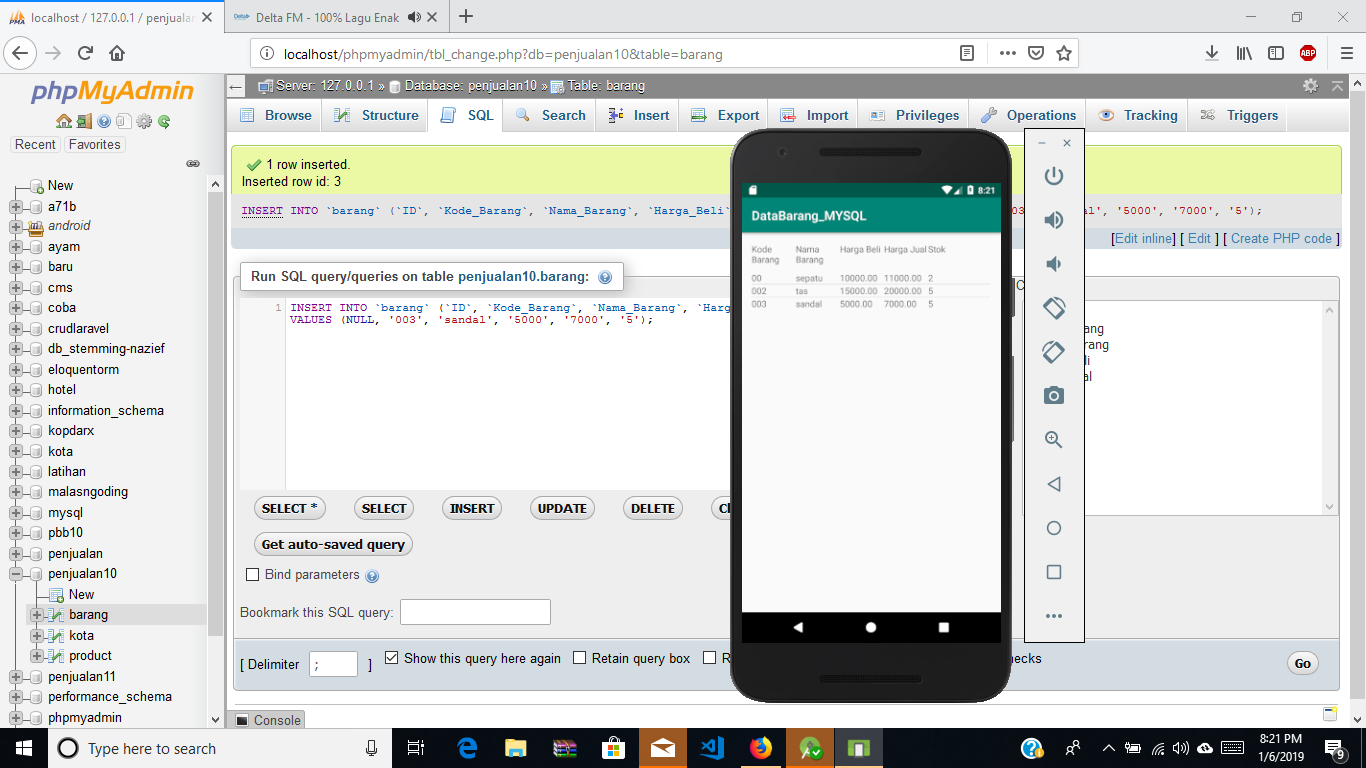 localhost / 127.0.0.1 / penjualan
Delta FM - 100% Lagu Enak
localhost/phpmyadmin/tbl_change.php?db=penjualan10&table=barang
ABP
phpMyAdmin
Recent
Favorites
New
a71b
android
ayam
baru
cms
coba
crudlaravel
db_stemming-nazief
eloquentorm
hotel
information_schema
kopdarx
kota
latihan
malasngoding
mysql
pbb10
penjualan
penjualan10
New
barang
kota
product
penjualan11
performance_schema
phpmyadmin
Server: 127.0.0.1 » Database: penjualan10 » Table: barang
Browse Structure SQL Search Insert Export Import Privileges Operations Tracking Triggers
1 row inserted.
Inserted row id: 3
INSERT INTO `barang` (`ID`, `Kode_Barang`, `Nama_Barang`, `Harga_Beli`
', '5000', '7000', '5');
[Edit inline] [ Edit ] [ Create PHP code ]
Run SQL query/queries on table penjualan10.barang:
1 INSERT INTO `barang` (`ID`, `Kode_Barang`, `Nama_Barang`, `Harg
VALUES (NULL, '003', 'sandal', '5000', '7000', '5');
ang
rang
li
al
SELECT * SELECT INSERT UPDATE DELETE
Get auto-saved query
Bind parameters
Bookmark this SQL query:
[ Delimiter ; ] Show this query here again Retain query box
Go
Console
8:21
DataBarang_MYSQL
Kode Barang Nama Barang Harga Beli Harga Jual Stok
00 sepatu 10000.00 11000.00 2
002 tas 15000.00 20000.00 5
003 sandal 5000.00 7000.00 5
Type here to search
8:21 PM
1/6/2019
9